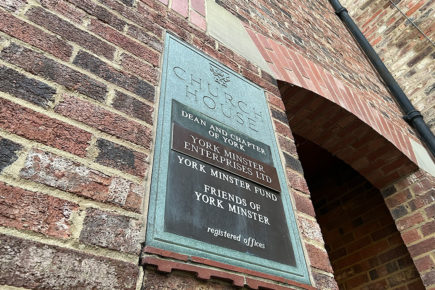 CHURCH
HOUSE
DEAN AND CHAPTER
OF YORK
YORK MINSTER
ENTERPRISES LTD
YORK MINSTER FUND
FRIENDS OF
YORK MINSTER
registered offices